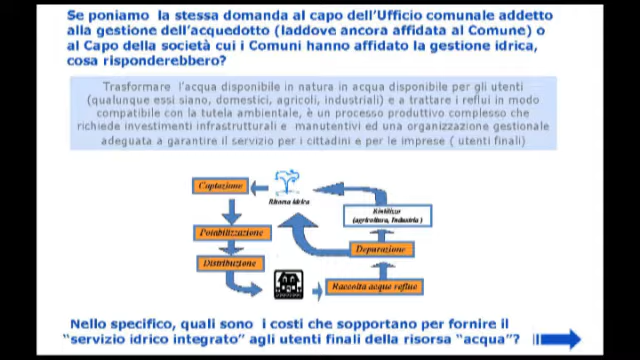 Se poniamo la stessa domanda al capo dell'Ufficio comunale addetto
alla gestione dell'acquedotto (laddove ancora affidata al Comune) o
al Capo della società cui i Comuni hanno affidato la gestione idrica,
cosa risponderebbero?
Trasformare l'acqua disponibile in natura in acqua disponibile per gli utenti
(qualunque essi siano, domestici, agricoli, industriali) e a trattare i reflui in modo
compatibile con la tutela ambientale, è un processo produttivo complesso che
richiede investimenti infrastrutturali e manutentivi ed una organizzazione gestionale
adeguata a garantire il servizio per i cittadini e per le imprese ( utenti finali)
Captazione
Risorsa idrica
Riutilizzo
(agricoltura, Industria)
Potabilizzazione
Depurazione
Distribuzione
Raccolta acque reflue
Nello specifico, quali sono i costi che sopportano per fornire il
"servizio idrico integrato" agli utenti finali della risorsa "acqua"?